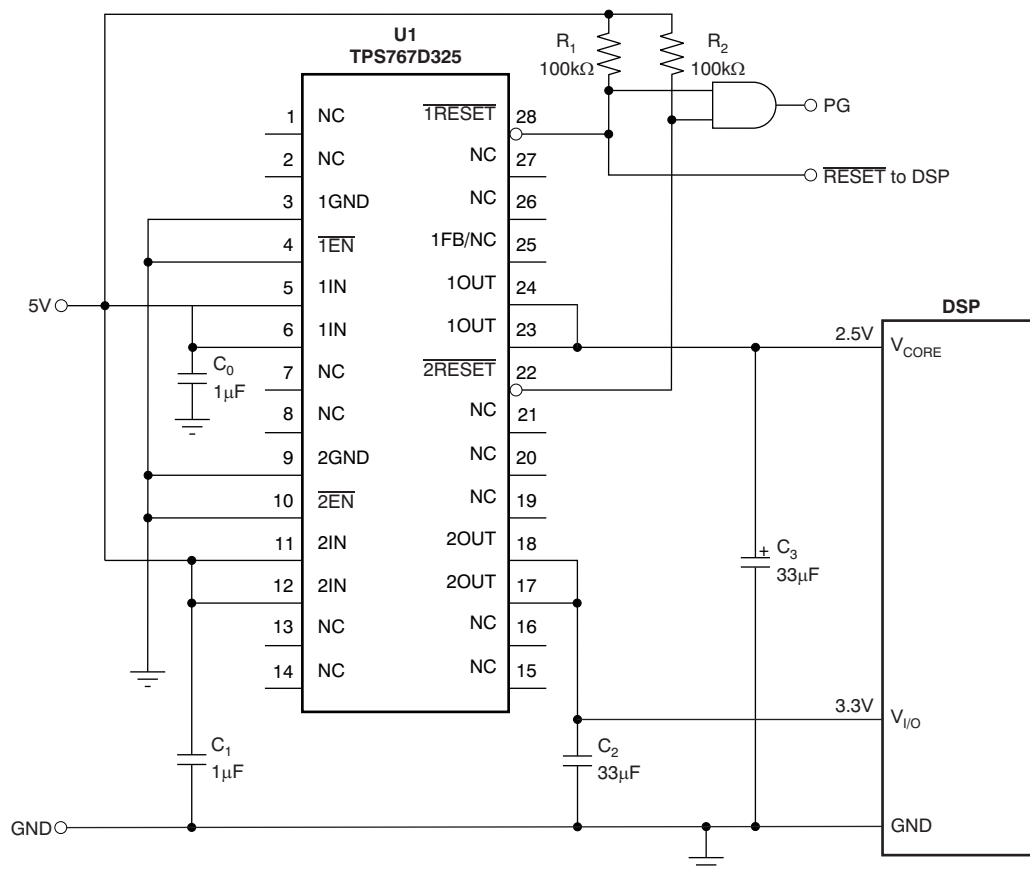 U1
TPS767D325
R1
100kΩ
R2
100kΩ
PG
RESET to DSP
5V
C0
1μF
1 NC
2 NC
3 1GND
4 1EN
5 1IN
6 1IN
7 NC
8 NC
9 2GND
10 2EN
11 2IN
12 2IN
13 NC
14 NC
1RESET 28
NC 27
NC 26
1FB/NC 25
1OUT 24
1OUT 23
2RESET 22
NC 21
NC 20
NC 19
2OUT 18
2OUT 17
NC 16
NC 15
DSP
2.5V
VCORE
+ C3
33μF
3.3V
VI/O
C1
1μF
C2
33μF
GND
GND